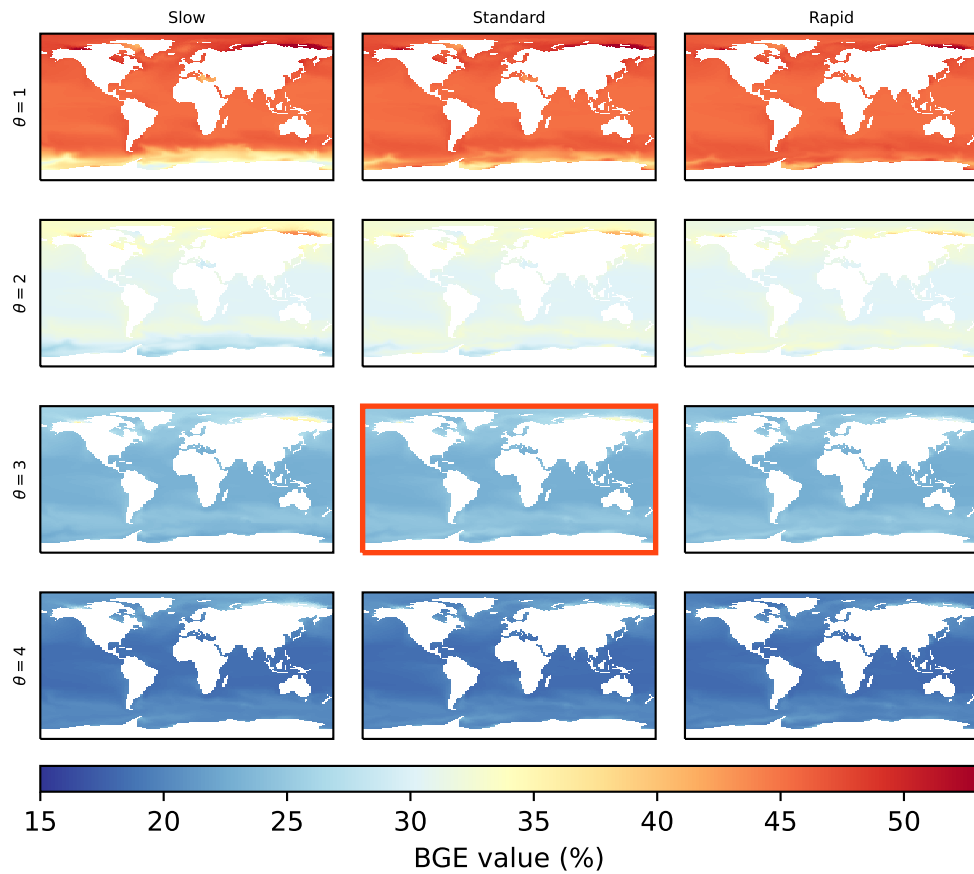 Slow Standard Rapid
θ = 1
θ = 2
θ = 3
θ = 4
15 20 25 30 35 40 45 50
BGE value (%)